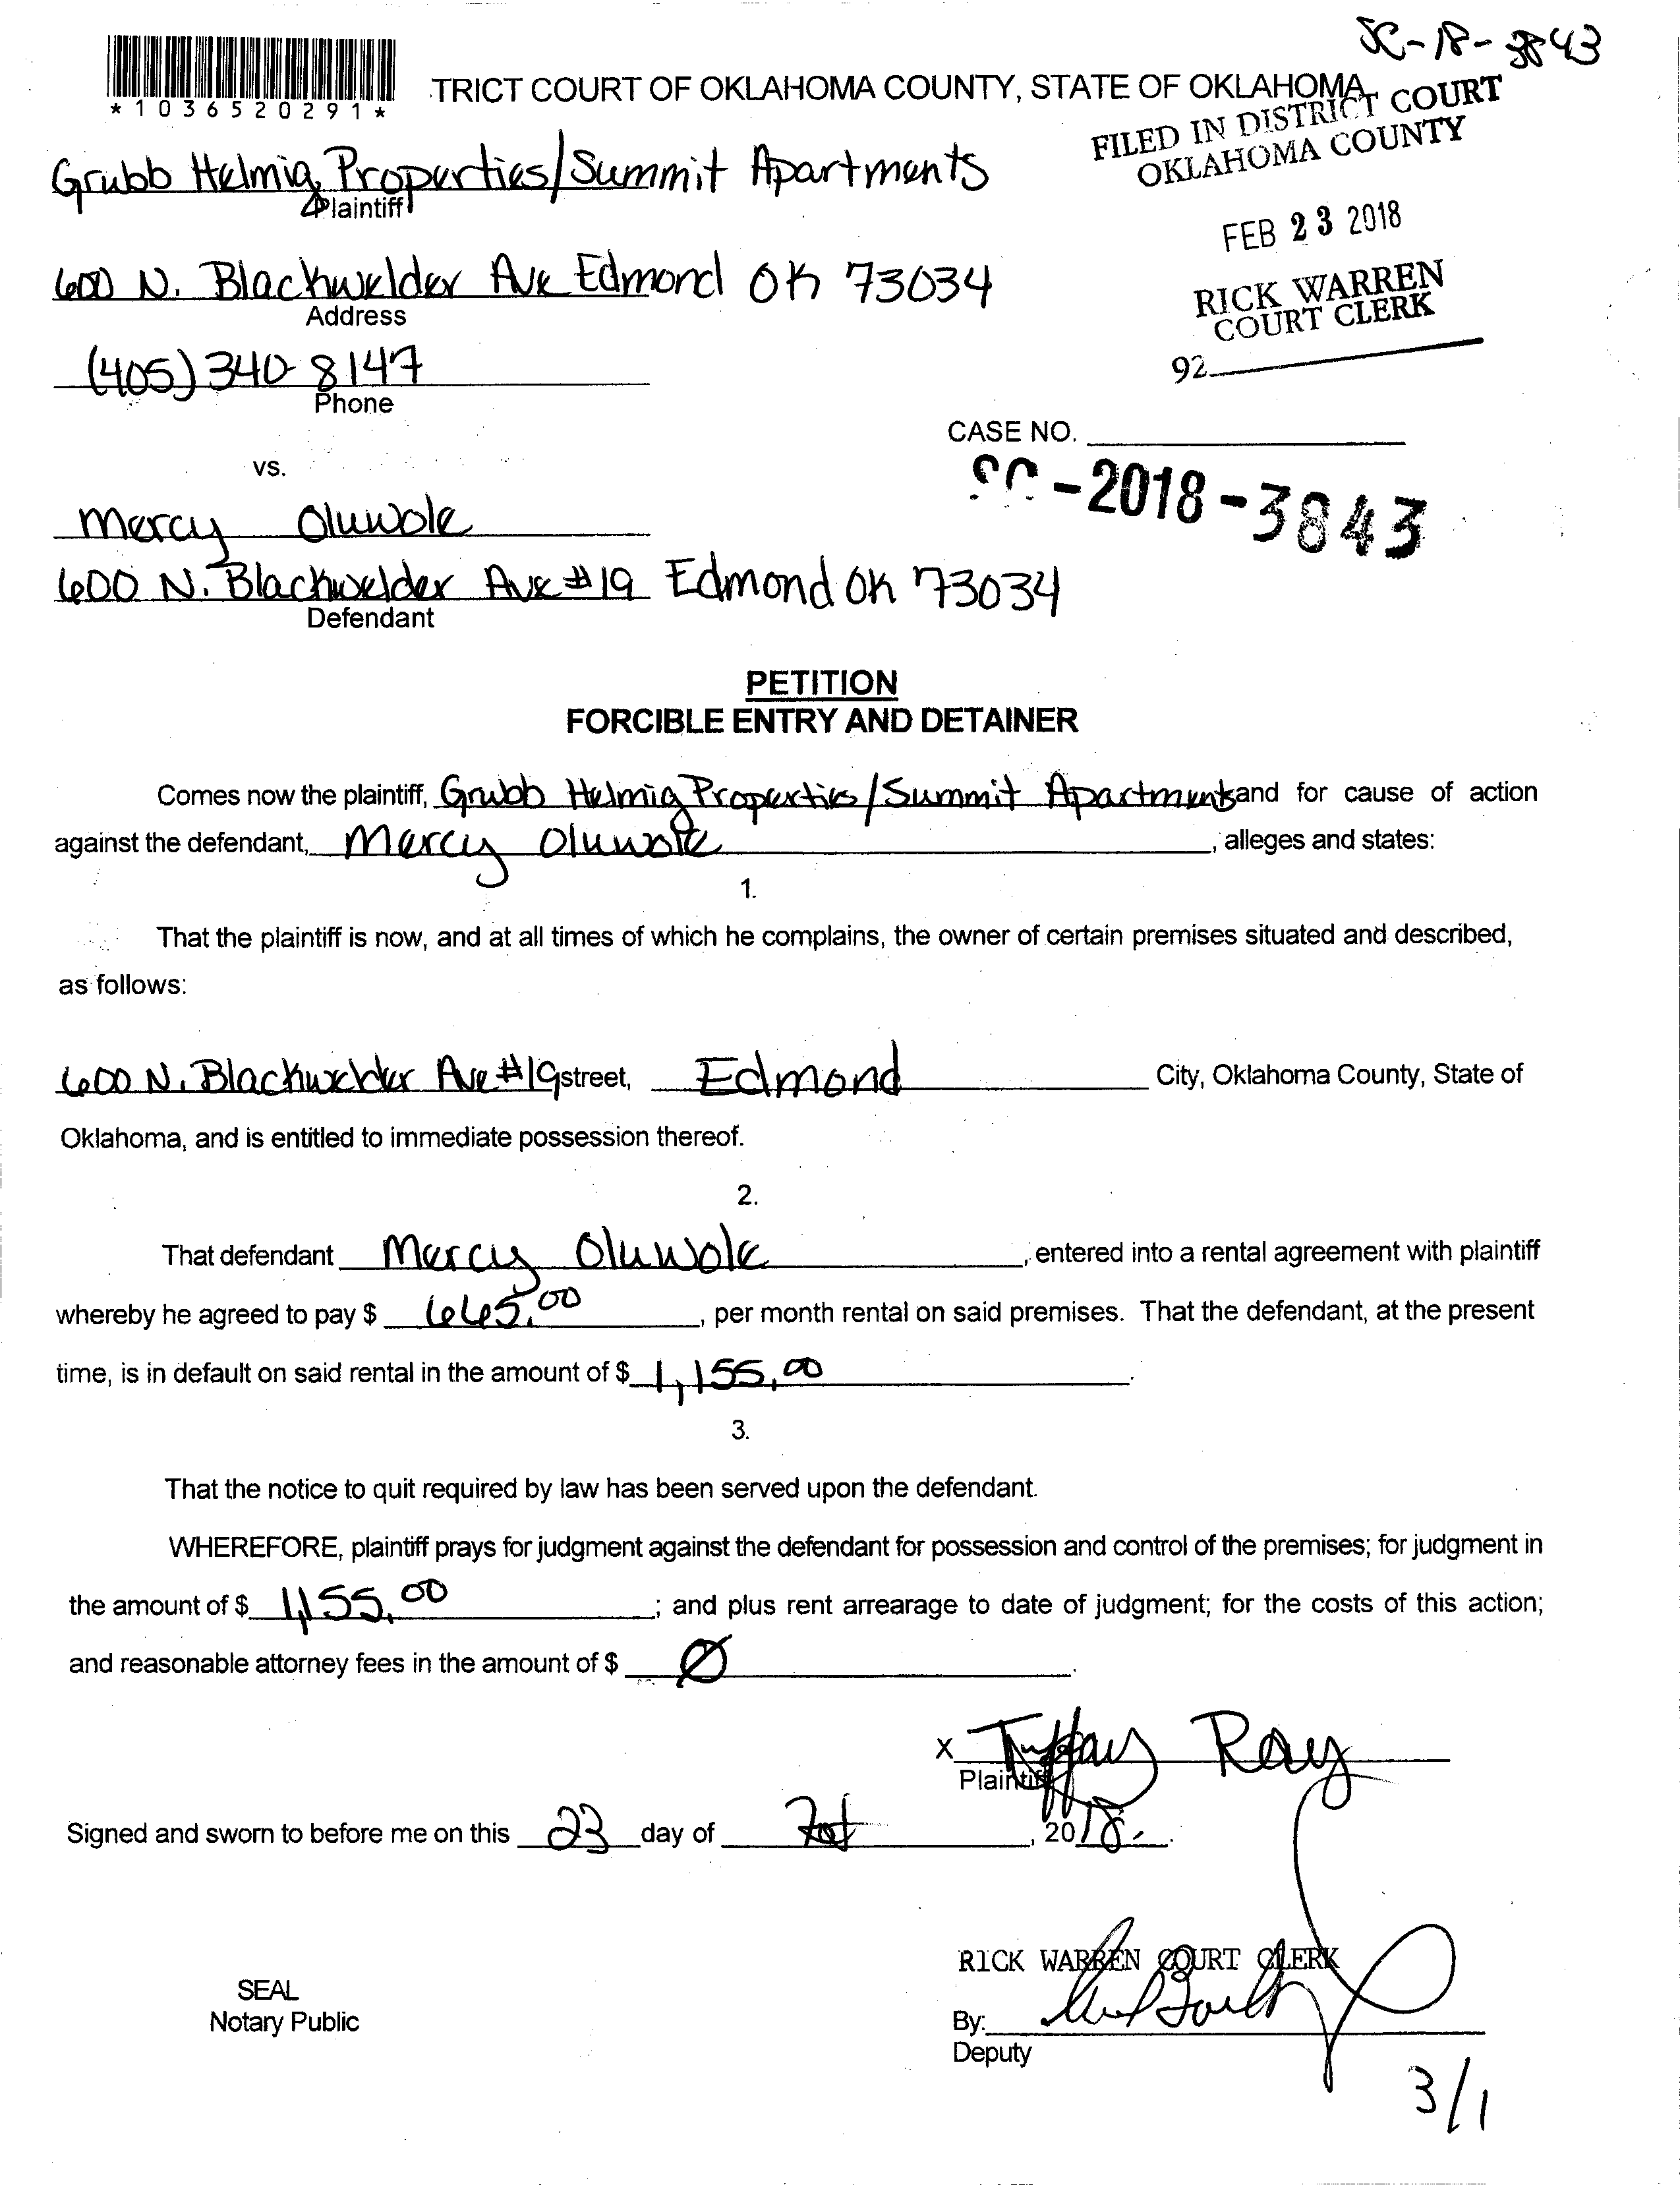 SC-18-3843
*1036520291*
TRICT COURT OF OKLAHOMA COUNTY, STATE OF OKLAHOMA
FILED IN DISTRICT COURT
OKLAHOMA COUNTY
Grubb Helmig Properties/Summit Apartments
Plaintiff
FEB 23 2018
600 N. Blackwelder Ave Edmond OK 73034
Address
RICK WARREN
COURT CLERK
(405) 340-8147
Phone
92
CASE NO.
vs.
SC-2018-3843
Mercy Oluwole
600 N. Blackwelder Ave #19 Edmond OK 73034
Defendant
PETITION
FORCIBLE ENTRY AND DETAINER
Comes now the plaintiff, Grubb Helmig Properties/Summit Apartments and for cause of action
against the defendant, Mercy Oluwole, alleges and states:
1.
That the plaintiff is now, and at all times of which he complains, the owner of certain premises situated and described,
as follows:
600 N. Blackwelder Ave #19 street, Edmond City, Oklahoma County, State of
Oklahoma, and is entitled to immediate possession thereof.
2.
That defendant Mercy Oluwole, entered into a rental agreement with plaintiff
whereby he agreed to pay $ 665.00, per month rental on said premises. That the defendant, at the present
time, is in default on said rental in the amount of $ 1,155.00.
3.
That the notice to quit required by law has been served upon the defendant.
WHEREFORE, plaintiff prays for judgment against the defendant for possession and control of the premises; for judgment in
the amount of $ 1,155.00; and plus rent arrearage to date of judgment; for the costs of this action;
and reasonable attorney fees in the amount of $ Ø.
X Tiffany Ray
Plaintiff
Signed and sworn to before me on this 23 day of , 2018.
RICK WARREN COURT CLERK
SEAL
Notary Public
By:
Deputy
3/1